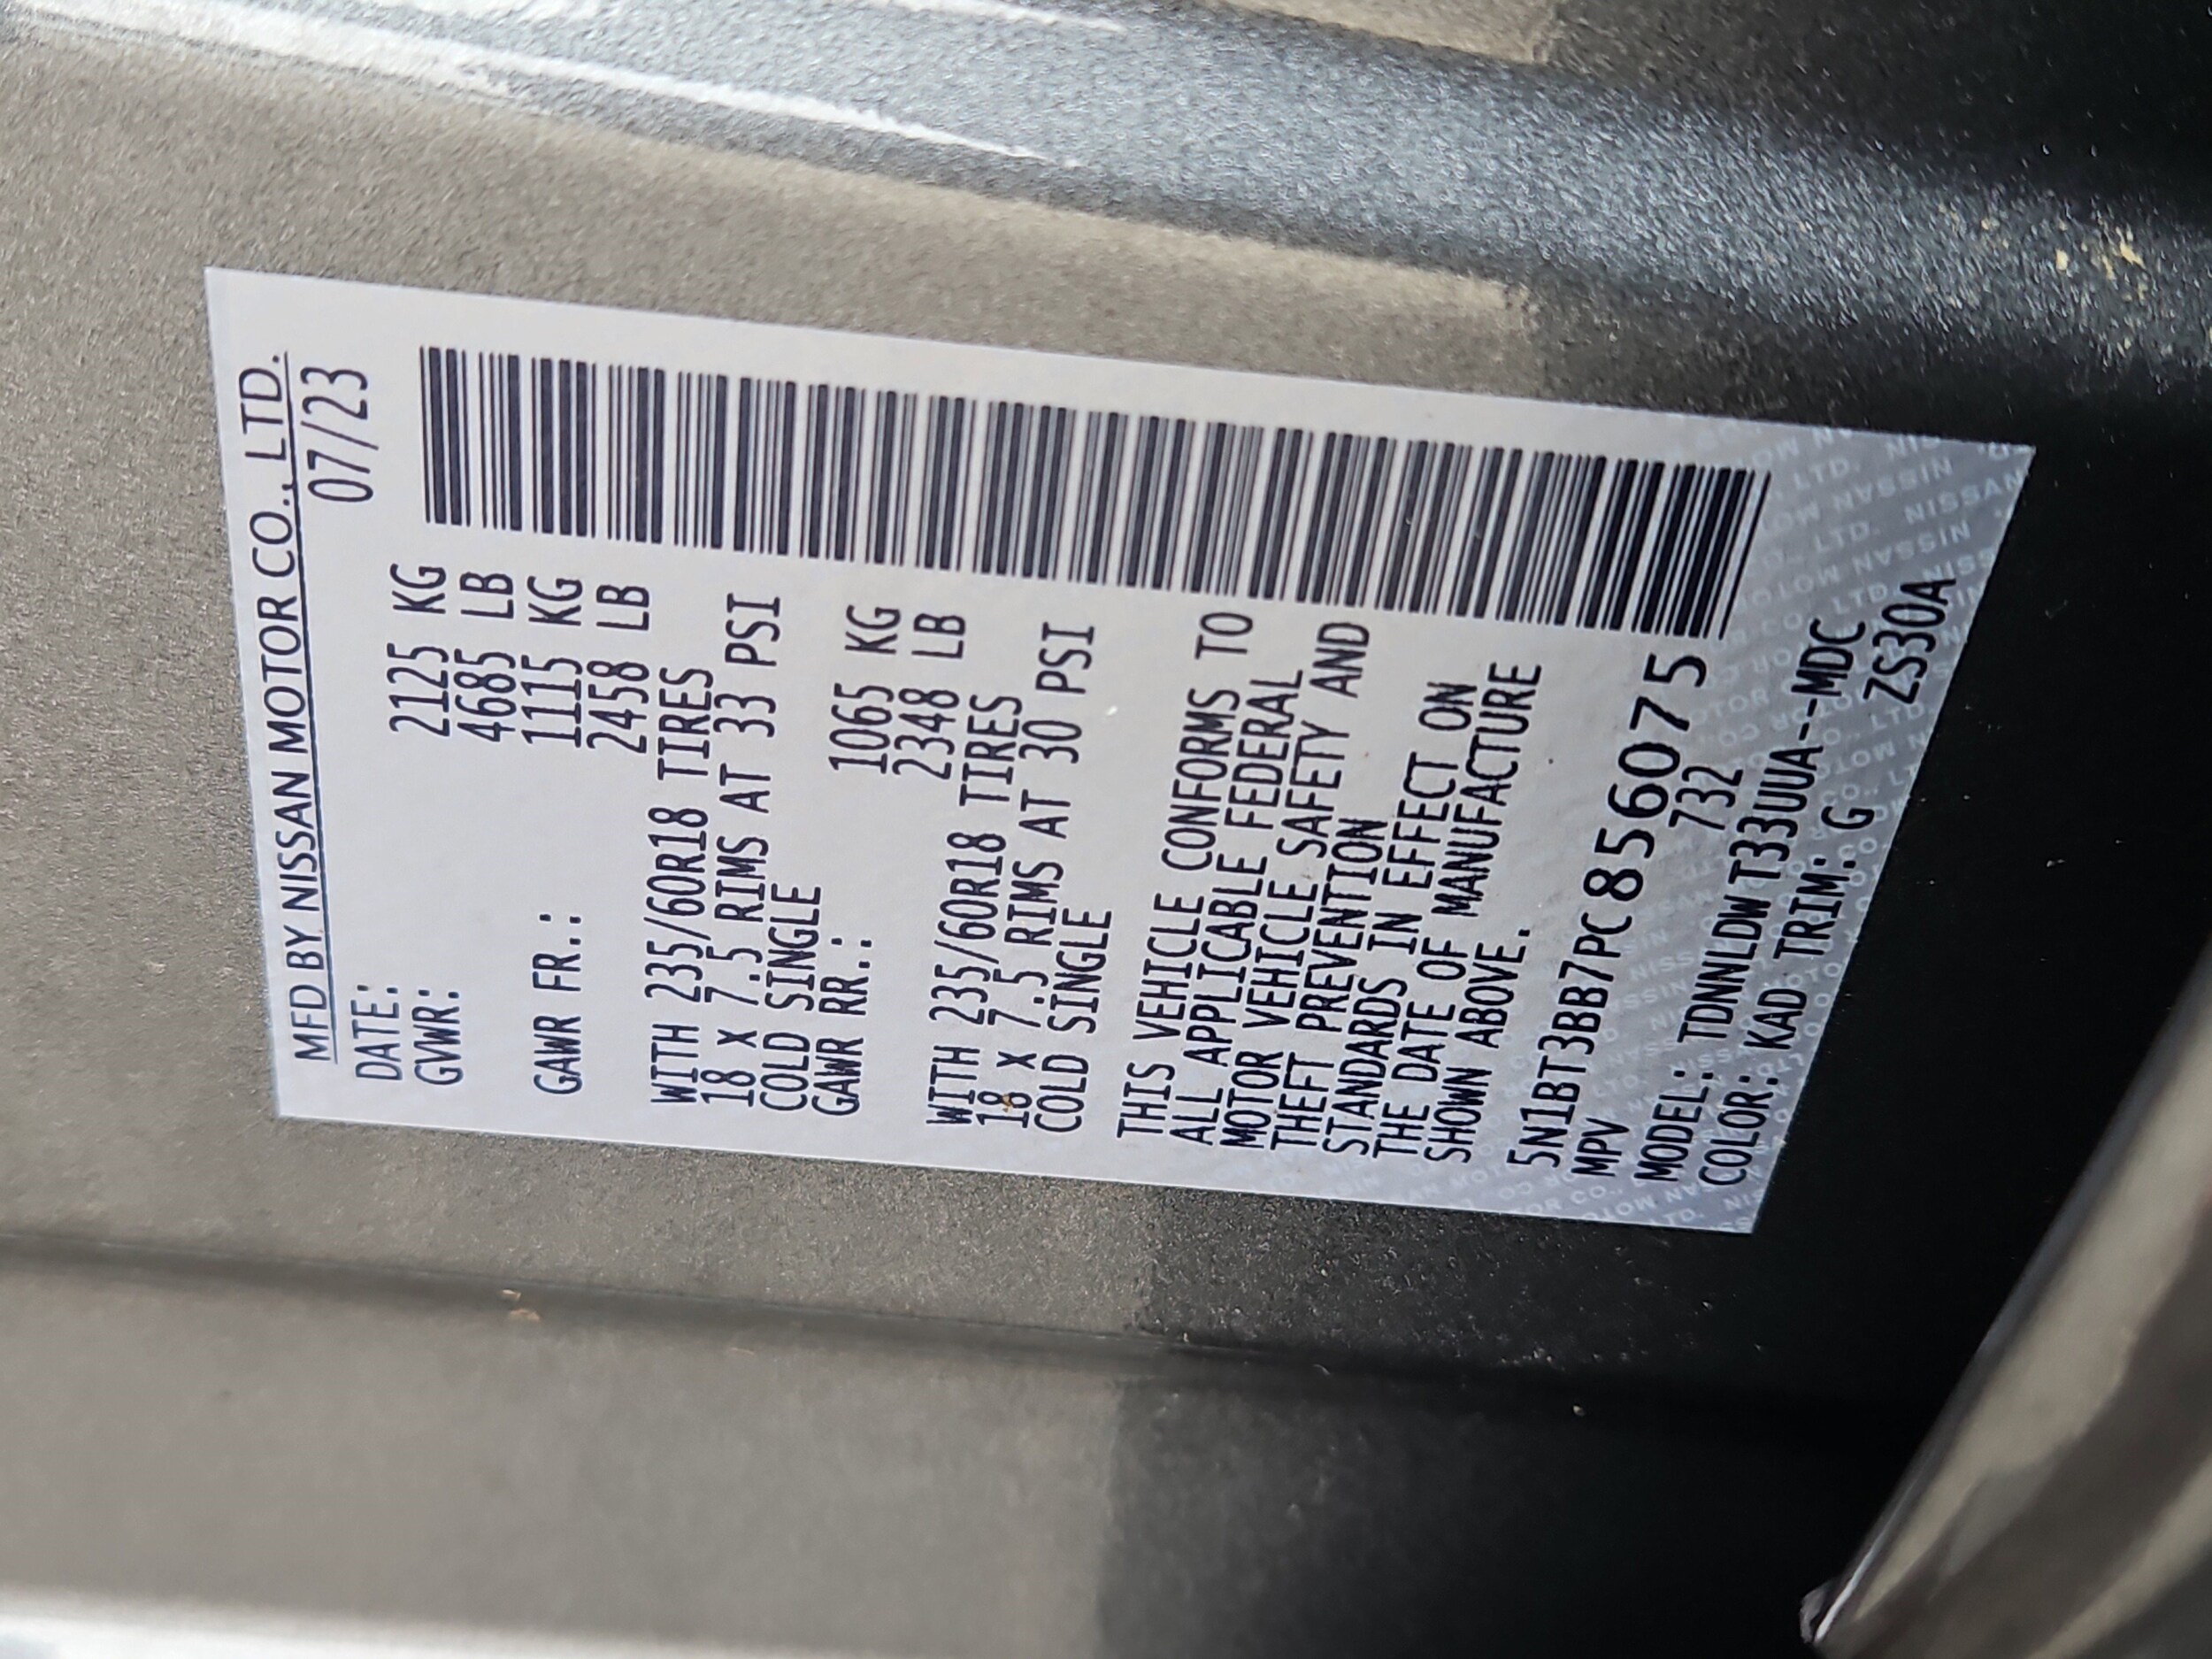 MFD BY NISSAN MOTOR CO., LTD.
DATE: 07/23
GVWR: 2125 KG
4685 LB
GAWR FR.: 1115 KG
2458 LB
WITH 235/60R18 TIRES
18 x 7.5 RIMS AT 33 PSI
COLD SINGLE
GAWR RR.: 1065 KG
2348 LB
WITH 235/60R18 TIRES
18 x 7.5 RIMS AT 30 PSI
COLD SINGLE
THIS VEHICLE CONFORMS TO
ALL APPLICABLE FEDERAL
MOTOR VEHICLE SAFETY AND
THEFT PREVENTION
STANDARDS IN EFFECT ON
THE DATE OF MANUFACTURE
SHOWN ABOVE.
5N1BT3BB7PC856075
MPV 732
MODEL: TDNNLDWT33UUA--MDC
COLOR: KAD TRIM: G ZS30A